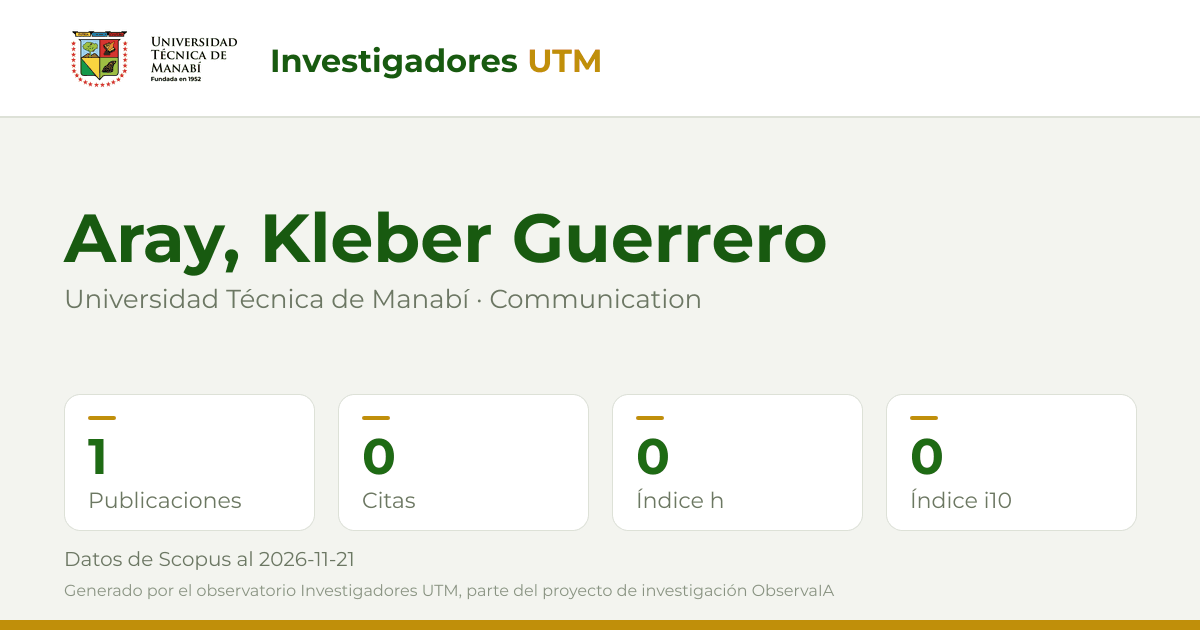 UNIVERSIDAD
TÉCNICA DE
MANABÍ
Fundada en 1952
Investigadores UTM
Aray, Kleber Guerrero
Universidad Técnica de Manabí · Communication
1
Publicaciones
0
Citas
0
Índice h
0
Índice i10
Datos de Scopus al 2026-11-21
Generado por el observatorio Investigadores UTM, parte del proyecto de investigación ObservaIA